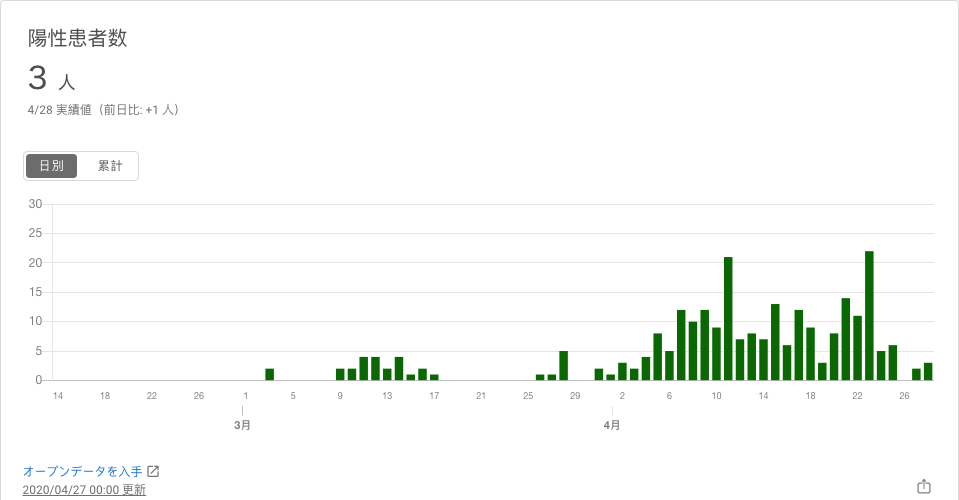 陽性患者数
3 人
4/28 実績値（前日比: +1 人）
日別 累計
30
25
20
15
10
5
0
14 18 22 26 1 5 9 13 17 21 25 29 2 6 10 14 18 22 26
3月 4月
オープンデータを入手
2020/04/27 00:00 更新